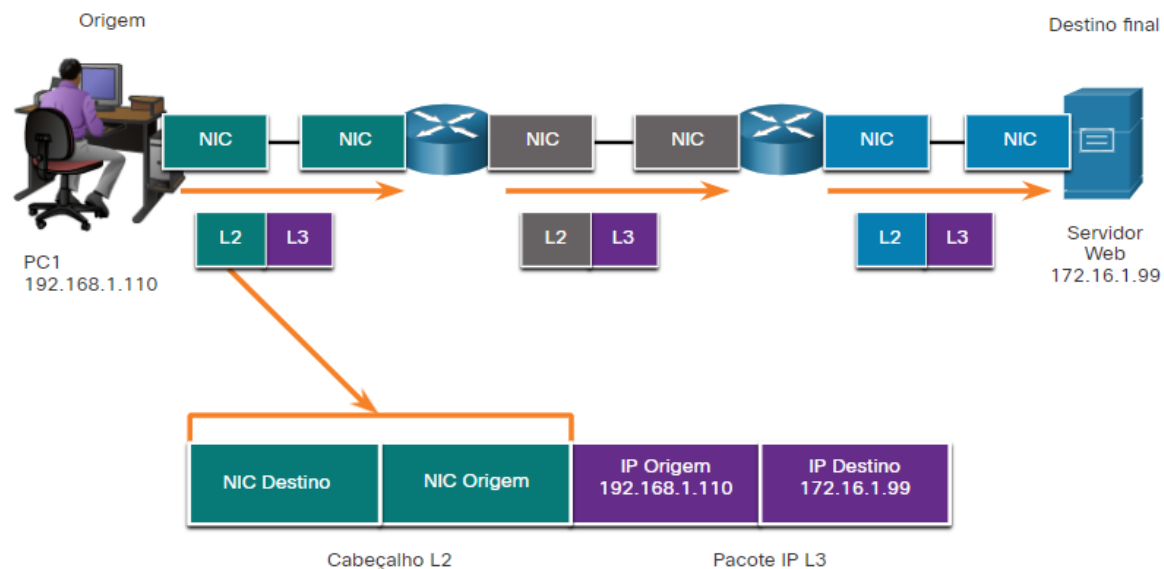 Origem
Destino final
NIC
NIC
NIC
NIC
NIC
NIC
L2
L3
L2
L3
L2
L3
PC1
192.168.1.110
Servidor
Web
172.16.1.99
NIC Destino
NIC Origem
IP Origem
192.168.1.110
IP Destino
172.16.1.99
Cabeçalho L2
Pacote IP L3